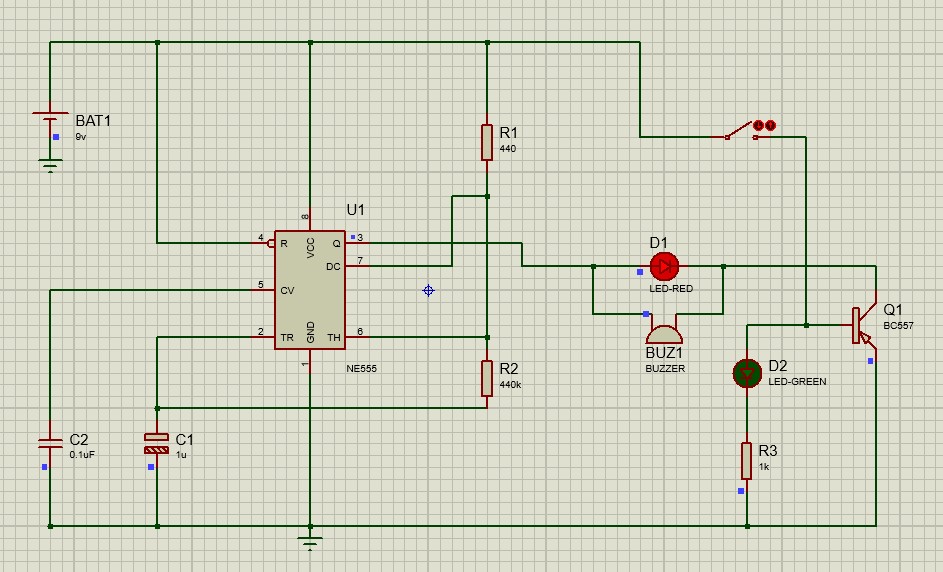 BAT1
9v
R1
440
U1
8
4
R
VCC
Q
3
DC
7
5
CV
2
TR
GND
TH
6
1
NE555
D1
LED-RED
BUZ1
BUZZER
Q1
BC557
D2
LED-GREEN
R2
440k
C2
0.1uF
C1
1u
R3
1k